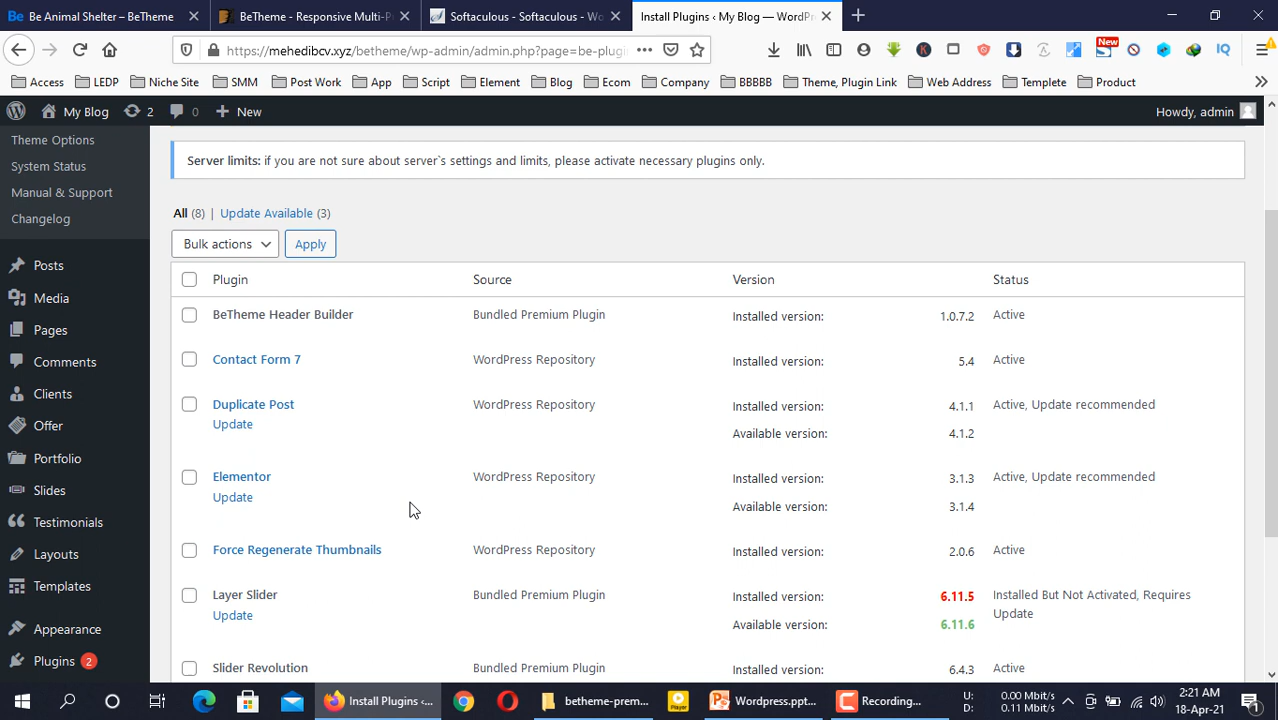 Be Be Animal Shelter – BeTheme
BeTheme - Responsive Multi-P
Softaculous - Softaculous - Wo
Install Plugins ‹ My Blog — WordPr
https://mehedibcv.xyz/betheme/wp-admin/admin.php?page=be-plugin
New
IQ
Access LEDP Niche Site SMM Post Work App Script Element Blog Ecom Company BBBBB Theme, Plugin Link Web Address Templete Product
My Blog 2 0 New Howdy, admin
Theme Options
System Status
Manual & Support
Changelog
Posts
Media
Pages
Comments
Clients
Offer
Portfolio
Slides
Testimonials
Layouts
Templates
Appearance
Plugins 2
Server limits: if you are not sure about server`s settings and limits, please activate necessary plugins only.
All (8) | Update Available (3)
Bulk actions Apply
Plugin Source Version Status
BeTheme Header Builder Bundled Premium Plugin Installed version: 1.0.7.2 Active
Contact Form 7 WordPress Repository Installed version: 5.4 Active
Duplicate Post WordPress Repository Installed version: 4.1.1 Active, Update recommended
Update Available version: 4.1.2
Elementor WordPress Repository Installed version: 3.1.3 Active, Update recommended
Update Available version: 3.1.4
Force Regenerate Thumbnails WordPress Repository Installed version: 2.0.6 Active
Layer Slider Bundled Premium Plugin Installed version: 6.11.5 Installed But Not Activated, Requires
Update Available version: 6.11.6 Update
Slider Revolution Bundled Premium Plugin Installed version: 6.4.3 Active
Install Plugins ‹...
betheme-prem...
Player
Wordpress.ppt...
Recording...
U: 0.00 Mbit/s
D: 0.11 Mbit/s
2:21 AM
18-Apr-21
1